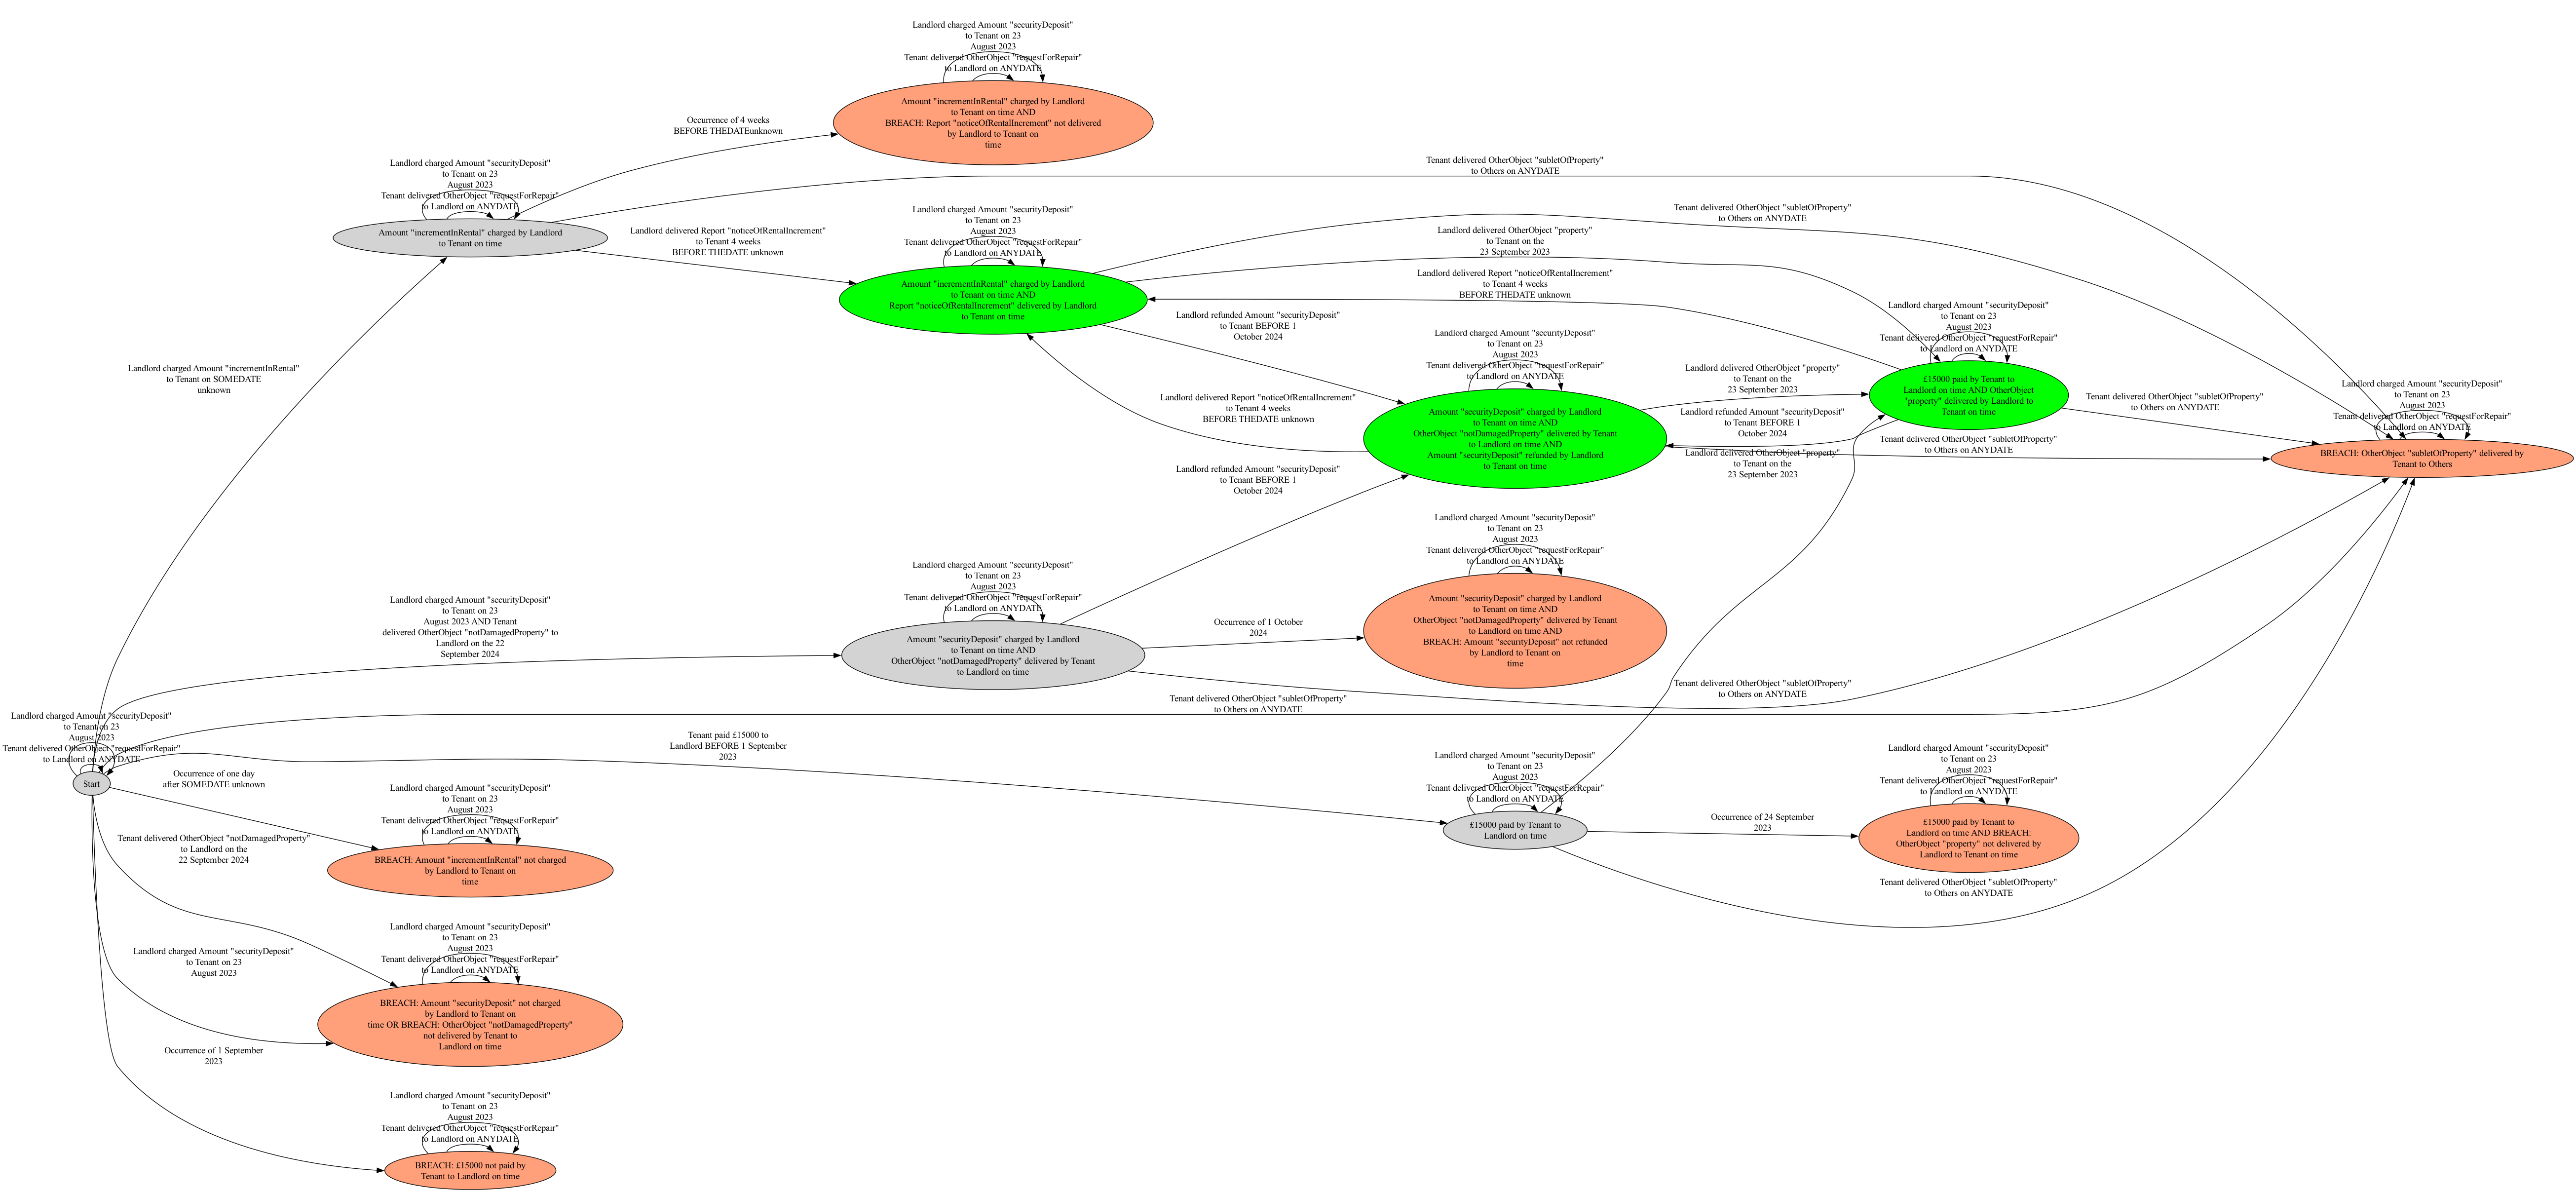 Landlord charged Amount "securityDeposit"
to Tenant on 23
August 2023
Tenant delivered OtherObject "requestForRepair"
to Landlord on ANYDATE
Amount "incrementInRental" charged by Landlord
to Tenant on time AND
BREACH: Report "noticeOfRentalIncrement" not delivered
by Landlord to Tenant on
time
Occurrence of 4 weeks
BEFORE THEDATEunknown
Landlord charged Amount "securityDeposit"
to Tenant on 23
August 2023
Tenant delivered OtherObject "requestForRepair"
to Landlord on ANYDATE
Amount "incrementInRental" charged by Landlord
to Tenant on time
Tenant delivered OtherObject "subletOfProperty"
to Others on ANYDATE
Landlord delivered Report "noticeOfRentalIncrement"
to Tenant 4 weeks
BEFORE THEDATE unknown
Landlord charged Amount "securityDeposit"
to Tenant on 23
August 2023
Tenant delivered OtherObject "requestForRepair"
to Landlord on ANYDATE
Amount "incrementInRental" charged by Landlord
to Tenant on time AND
Report "noticeOfRentalIncrement" delivered by Landlord
to Tenant on time
Tenant delivered OtherObject "subletOfProperty"
to Others on ANYDATE
Landlord delivered OtherObject "property"
to Tenant on the
23 September 2023
Landlord delivered Report "noticeOfRentalIncrement"
to Tenant 4 weeks
BEFORE THEDATE unknown
Landlord refunded Amount "securityDeposit"
to Tenant BEFORE 1
October 2024
Landlord charged Amount "securityDeposit"
to Tenant on 23
August 2023
Tenant delivered OtherObject "requestForRepair"
to Landlord on ANYDATE
£15000 paid by Tenant to
Landlord on time AND OtherObject
"property" delivered by Landlord to
Tenant on time
Landlord charged Amount "securityDeposit"
to Tenant on 23
August 2023
Tenant delivered OtherObject "requestForRepair"
to Landlord on ANYDATE
Amount "securityDeposit" charged by Landlord
to Tenant on time AND
OtherObject "notDamagedProperty" delivered by Tenant
to Landlord on time AND
Amount "securityDeposit" refunded by Landlord
to Tenant on time
Landlord delivered OtherObject "property"
to Tenant on the
23 September 2023
Landlord refunded Amount "securityDeposit"
to Tenant BEFORE 1
October 2024
Landlord delivered OtherObject "property"
to Tenant on the
23 September 2023
Tenant delivered OtherObject "subletOfProperty"
to Others on ANYDATE
Tenant delivered OtherObject "subletOfProperty"
to Others on ANYDATE
Landlord charged Amount "securityDeposit"
to Tenant on 23
August 2023
Tenant delivered OtherObject "requestForRepair"
to Landlord on ANYDATE
BREACH: OtherObject "subletOfProperty" delivered by
Tenant to Others
Landlord charged Amount "incrementInRental"
to Tenant on SOMEDATE
unknown
Landlord delivered Report "noticeOfRentalIncrement"
to Tenant 4 weeks
BEFORE THEDATE unknown
Landlord refunded Amount "securityDeposit"
to Tenant BEFORE 1
October 2024
Landlord charged Amount "securityDeposit"
to Tenant on 23
August 2023
Tenant delivered OtherObject "requestForRepair"
to Landlord on ANYDATE
Amount "securityDeposit" charged by Landlord
to Tenant on time AND
OtherObject "notDamagedProperty" delivered by Tenant
to Landlord on time AND
BREACH: Amount "securityDeposit" not refunded
by Landlord to Tenant on
time
Landlord charged Amount "securityDeposit"
to Tenant on 23
August 2023 AND Tenant
delivered OtherObject "notDamagedProperty" to
Landlord on the 22
September 2024
Landlord charged Amount "securityDeposit"
to Tenant on 23
August 2023
Tenant delivered OtherObject "requestForRepair"
to Landlord on ANYDATE
Amount "securityDeposit" charged by Landlord
to Tenant on time AND
OtherObject "notDamagedProperty" delivered by Tenant
to Landlord on time
Occurrence of 1 October
2024
Tenant delivered OtherObject "subletOfProperty"
to Others on ANYDATE
Tenant delivered OtherObject "subletOfProperty"
to Others on ANYDATE
Landlord charged Amount "securityDeposit"
to Tenant on 23
August 2023
Tenant delivered OtherObject "requestForRepair"
to Landlord on ANYDATE
Start
Tenant paid £15000 to
Landlord BEFORE 1 September
2023
Occurrence of one day
after SOMEDATE unknown
Landlord charged Amount "securityDeposit"
to Tenant on 23
August 2023
Tenant delivered OtherObject "requestForRepair"
to Landlord on ANYDATE
£15000 paid by Tenant to
Landlord on time
Occurrence of 24 September
2023
Landlord charged Amount "securityDeposit"
to Tenant on 23
August 2023
Tenant delivered OtherObject "requestForRepair"
to Landlord on ANYDATE
£15000 paid by Tenant to
Landlord on time AND BREACH:
OtherObject "property" not delivered by
Landlord to Tenant on time
Tenant delivered OtherObject "subletOfProperty"
to Others on ANYDATE
Tenant delivered OtherObject "notDamagedProperty"
to Landlord on the
22 September 2024
Landlord charged Amount "securityDeposit"
to Tenant on 23
August 2023
Tenant delivered OtherObject "requestForRepair"
to Landlord on ANYDATE
BREACH: Amount "incrementInRental" not charged
by Landlord to Tenant on
time
Landlord charged Amount "securityDeposit"
to Tenant on 23
August 2023
Landlord charged Amount "securityDeposit"
to Tenant on 23
August 2023
Tenant delivered OtherObject "requestForRepair"
to Landlord on ANYDATE
BREACH: Amount "securityDeposit" not charged
by Landlord to Tenant on
time OR BREACH: OtherObject "notDamagedProperty"
not delivered by Tenant to
Landlord on time
Occurrence of 1 September
2023
Landlord charged Amount "securityDeposit"
to Tenant on 23
August 2023
Tenant delivered OtherObject "requestForRepair"
to Landlord on ANYDATE
BREACH: £15000 not paid by
Tenant to Landlord on time